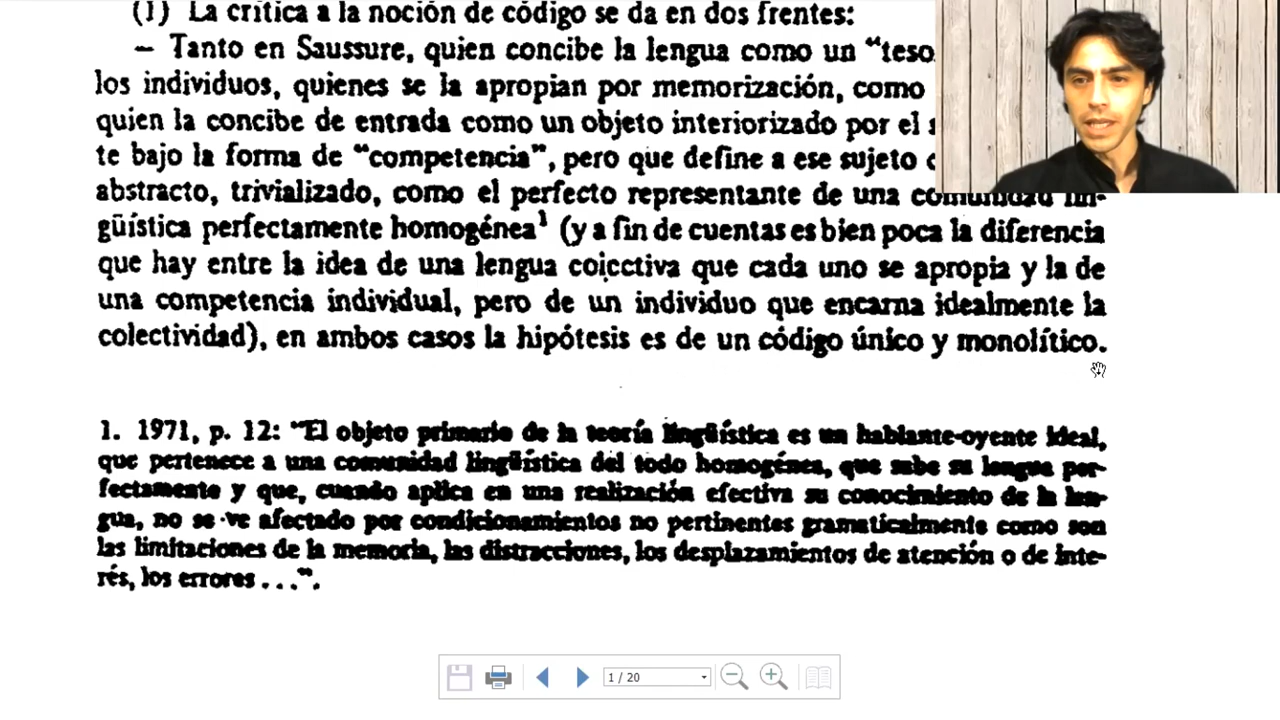 (1) La crítica a la noción de código se da en dos frentes:
— Tanto en Saussure, quien concibe la lengua como un “teso
los individuos, quienes se la apropian por memorización, como
quien la concibe de entrada como un objeto interiorizado por el s
te bajo la forma de “competencia”, pero que define a ese sujeto
abstracto, trivializado, como el perfecto representante de una comunidad lin-
güística perfectamente homogénea¹ (y a fin de cuentas es bien poca la diferencia
que hay entre la idea de una lengua colectiva que cada uno se apropia y la de
una competencia individual, pero de un individuo que encarna idealmente la
colectividad), en ambos casos la hipótesis es de un código único y monolítico.
1. 1971, p. 12: “El objeto primario de la teoría lingüística es un hablante-oyente ideal,
que pertenece a una comunidad lingüística del todo homogénea, que sabe su lengua per-
fectamente y que, cuando aplica en una realización efectiva su conocimiento de la len-
gua, no se ve afectado por condicionamientos no pertinentes gramaticalmente como son
las limitaciones de la memoria, las distracciones, los desplazamientos de atención o de inte-
rés, los errores . . .”.
1 / 20